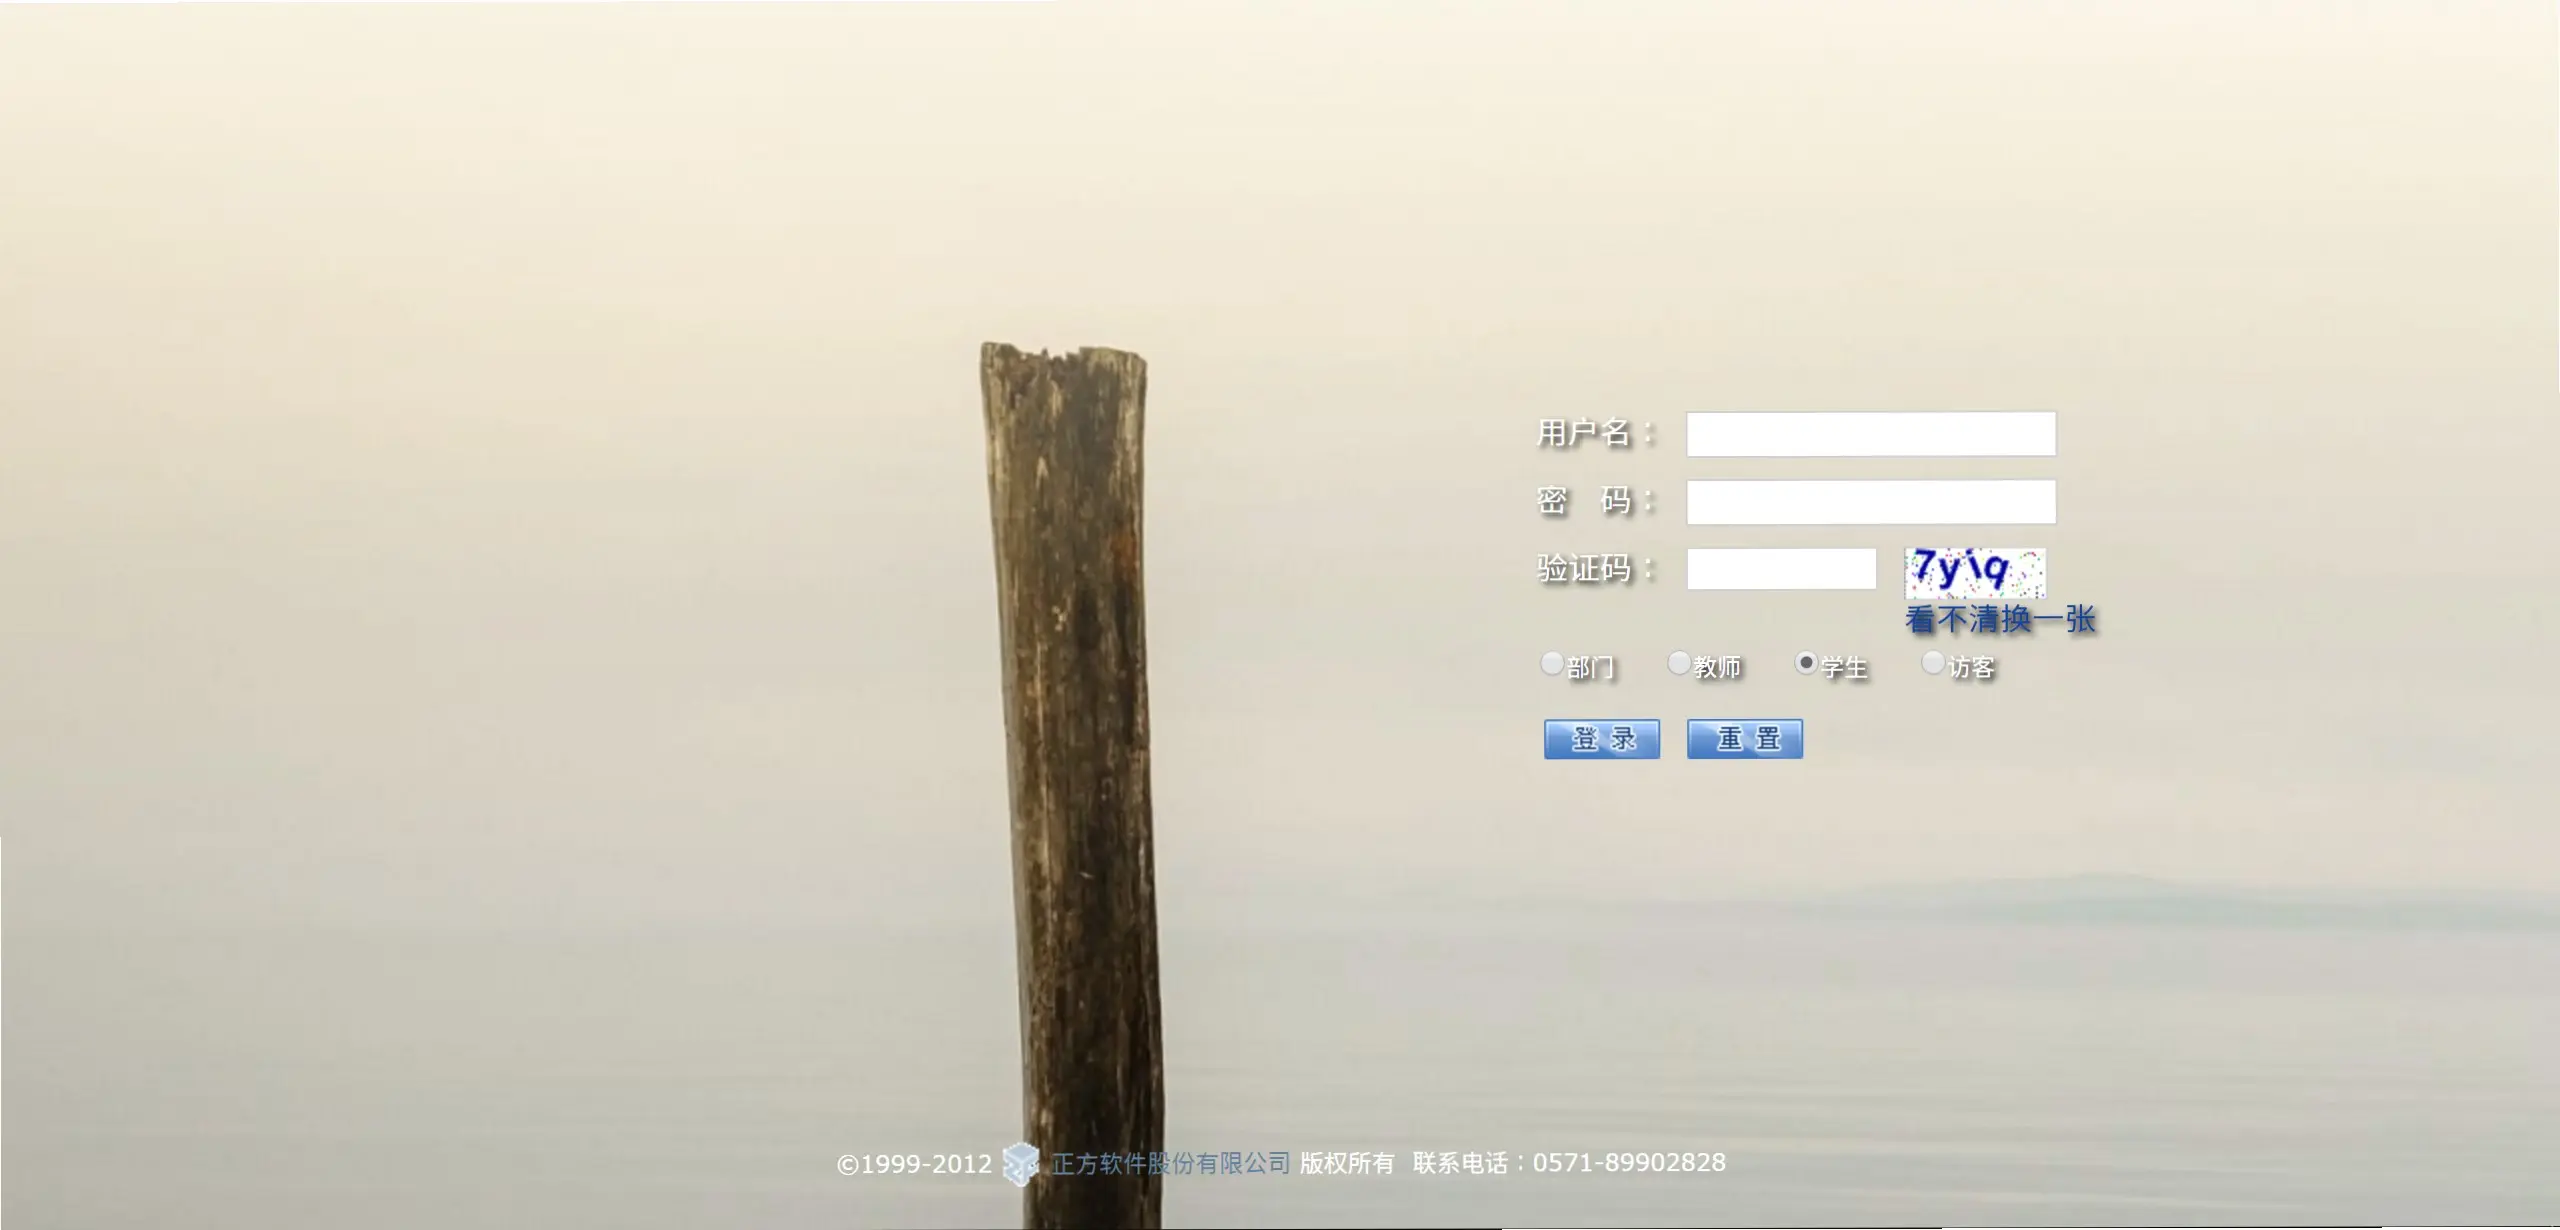 用户名：
密　码：
验证码：
看不清换一张
部门 教师 学生 访客
登 录 重 置
©1999-2012 正方软件股份有限公司 版权所有 联系电话：0571-89902828